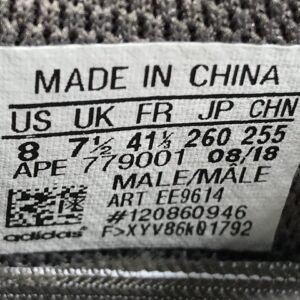 MADE IN CHINA
US UK FR JP CHN
8 7½ 41⅓ 260 255
APE 779001 08/18
MALE/MALE
ART EE9614
#120860946
adidas F>XYV86k01792